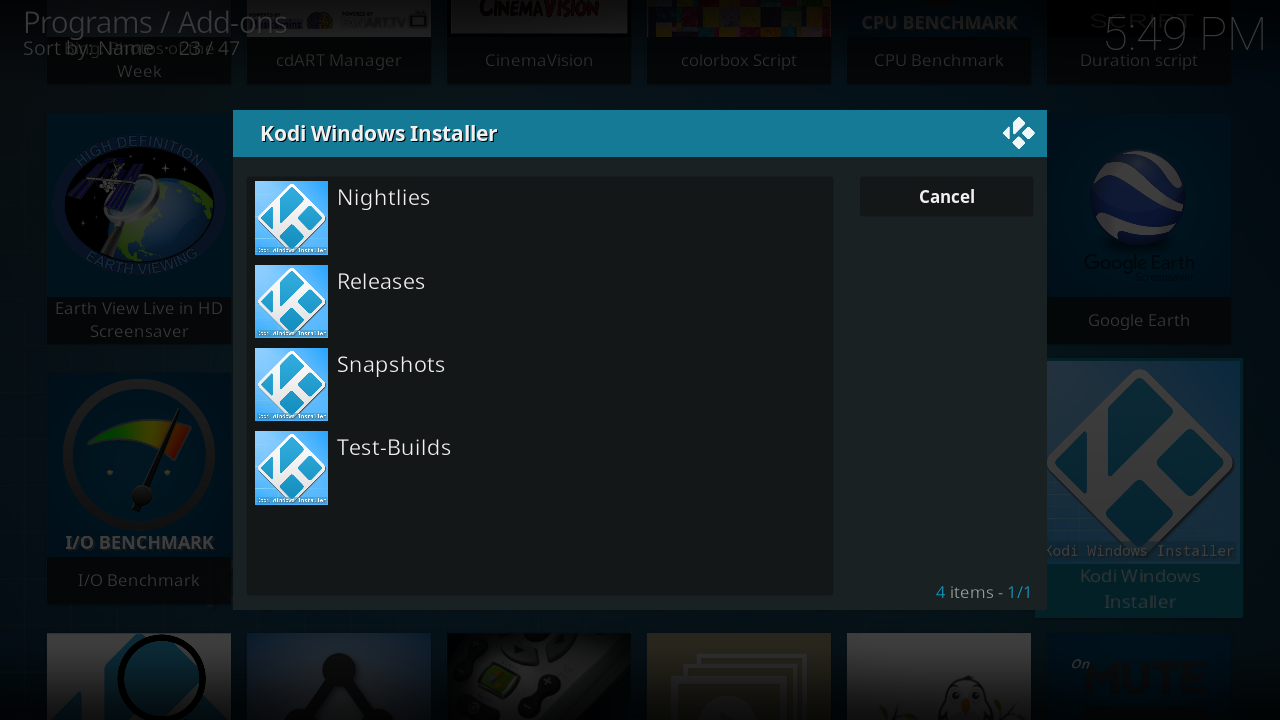 Programs / Add-ons
Sort by: Name · 23 / 47
5:49 PM
Week
cdART Manager
CINEMAVISION
CinemaVision
colorbox Script
CPU BENCHMARK
CPU Benchmark
SCRIPT
Duration script
Kodi Windows Installer
Nightlies
Releases
Snapshots
Test-Builds
Cancel
4 items - 1/1
HIGH DEFINITION
EARTH VIEWING
Earth View Live in HD
Screensaver
Google Earth
Google Earth
I/O BENCHMARK
I/O Benchmark
Kodi Windows Installer
Kodi Windows
Installer
On
MUTE